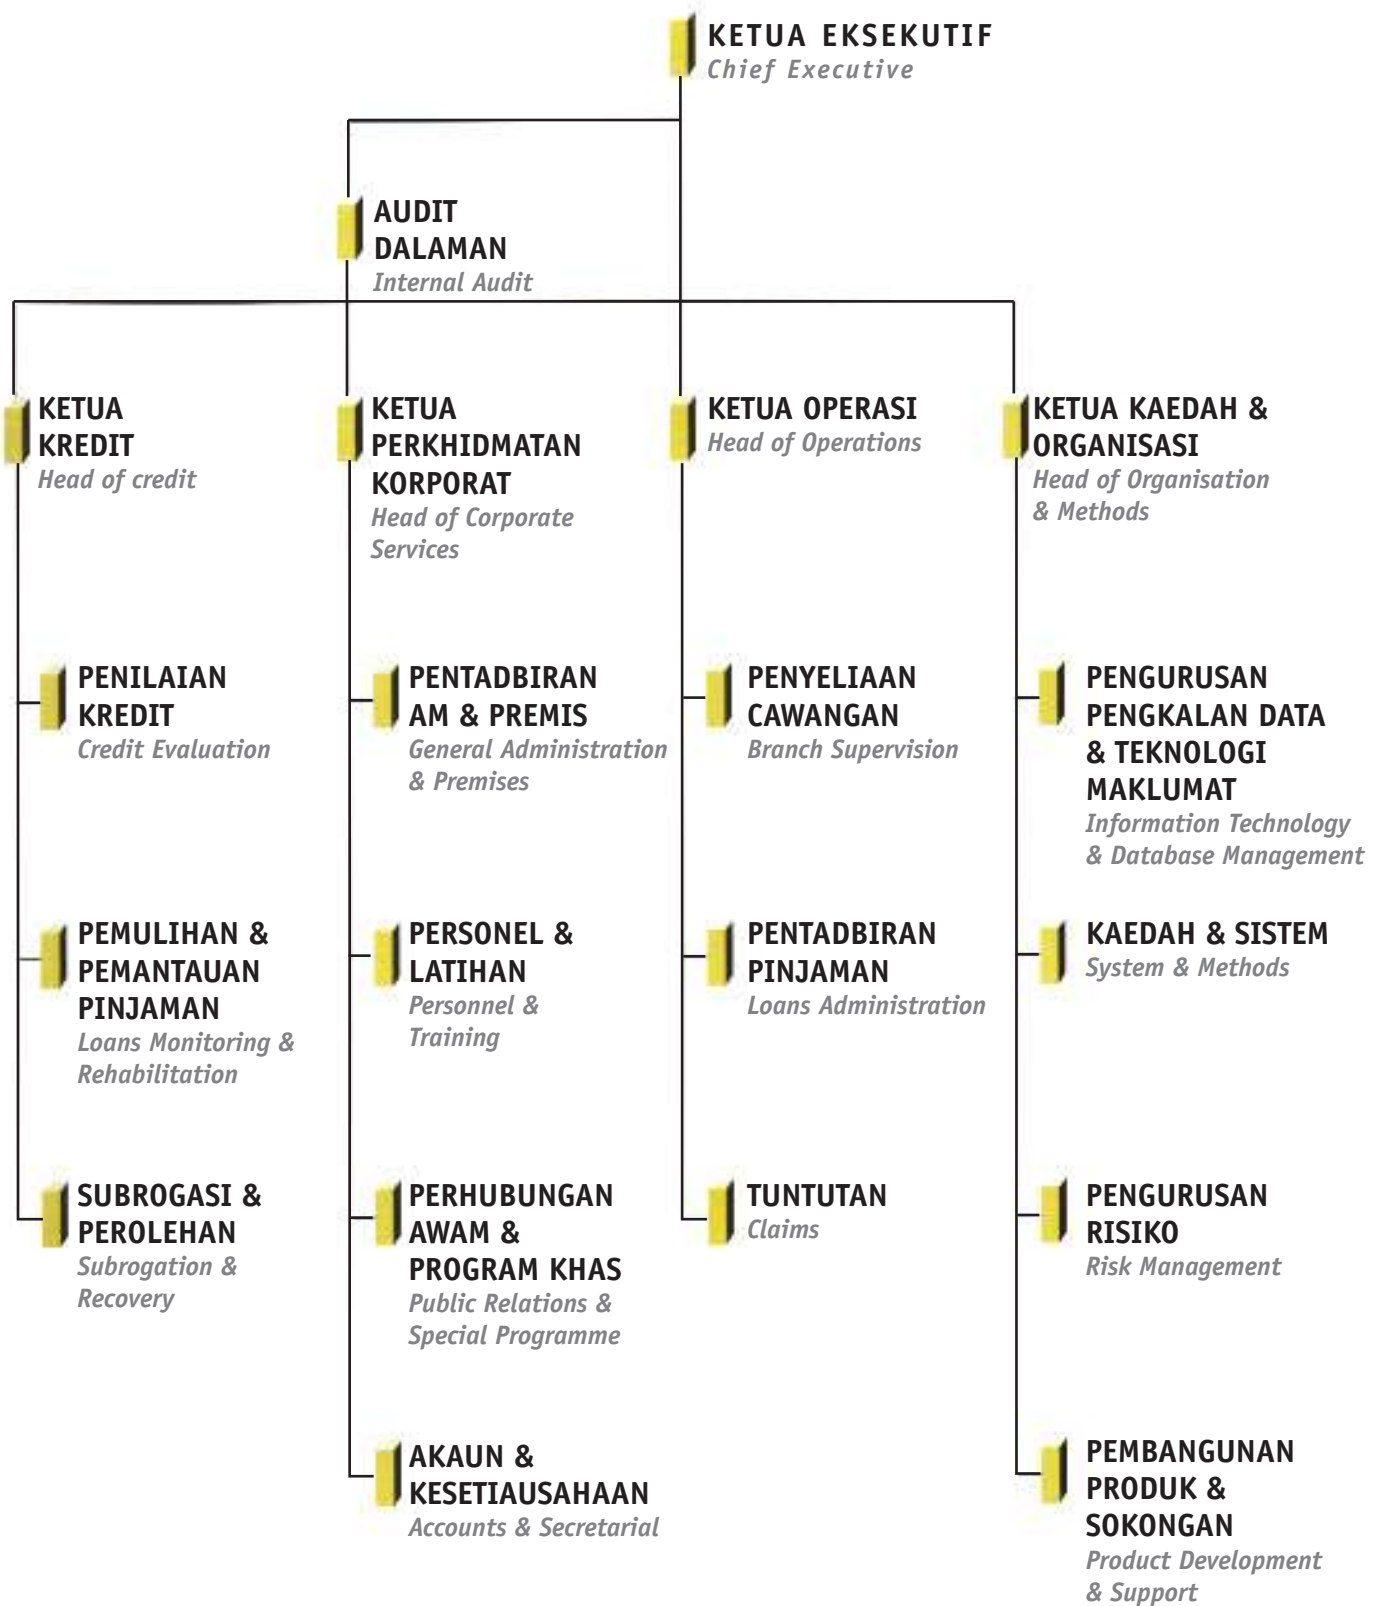 KETUA EKSEKUTIF
Chief Executive
AUDIT
DALAMAN
Internal Audit
KETUA
KREDIT
Head of credit
KETUA
PERKHIDMATAN
KORPORAT
Head of Corporate
Services
KETUA OPERASI
Head of Operations
KETUA KAEDAH &
ORGANISASI
Head of Organisation
& Methods
PENILAIAN
KREDIT
Credit Evaluation
PENTADBIRAN
AM & PREMIS
General Administration
& Premises
PENYELIAAN
CAWANGAN
Branch Supervision
PENGURUSAN
PENGKALAN DATA
& TEKNOLOGI
MAKLUMAT
Information Technology
& Database Management
PEMULIHAN &
PEMANTAUAN
PINJAMAN
Loans Monitoring &
Rehabilitation
PERSONEL &
LATIHAN
Personnel &
Training
PENTADBIRAN
PINJAMAN
Loans Administration
KAEDAH & SISTEM
System & Methods
SUBROGASI &
PEROLEHAN
Subrogation &
Recovery
PERHUBUNGAN
AWAM &
PROGRAM KHAS
Public Relations &
Special Programme
TUNTUTAN
Claims
PENGURUSAN
RISIKO
Risk Management
AKAUN &
KESETIAUSAHAAN
Accounts & Secretarial
PEMBANGUNAN
PRODUK &
SOKONGAN
Product Development
& Support